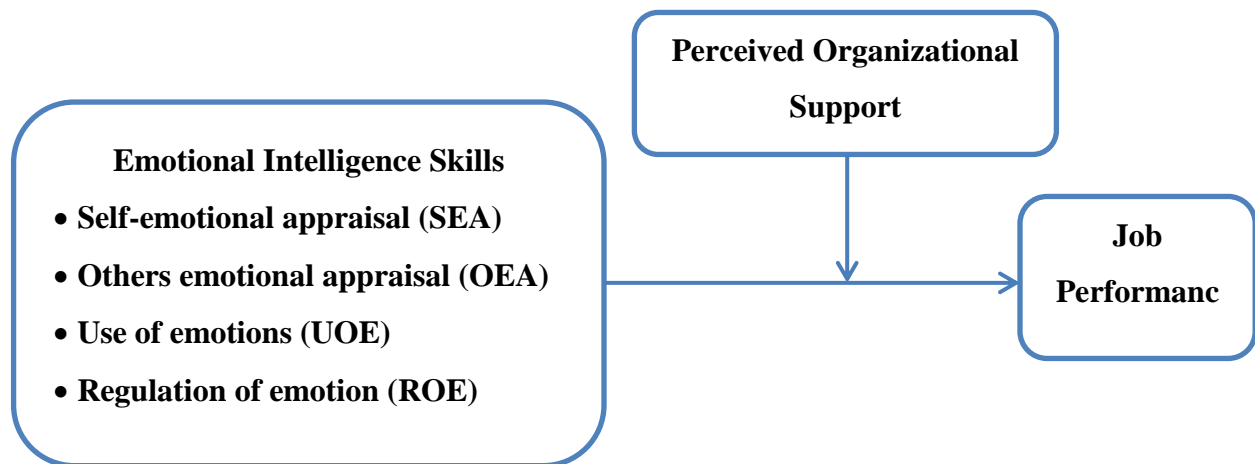 Perceived Organizational
Support
Emotional Intelligence Skills
• Self-emotional appraisal (SEA)
• Others emotional appraisal (OEA)
• Use of emotions (UOE)
• Regulation of emotion (ROE)
Job
Performanc